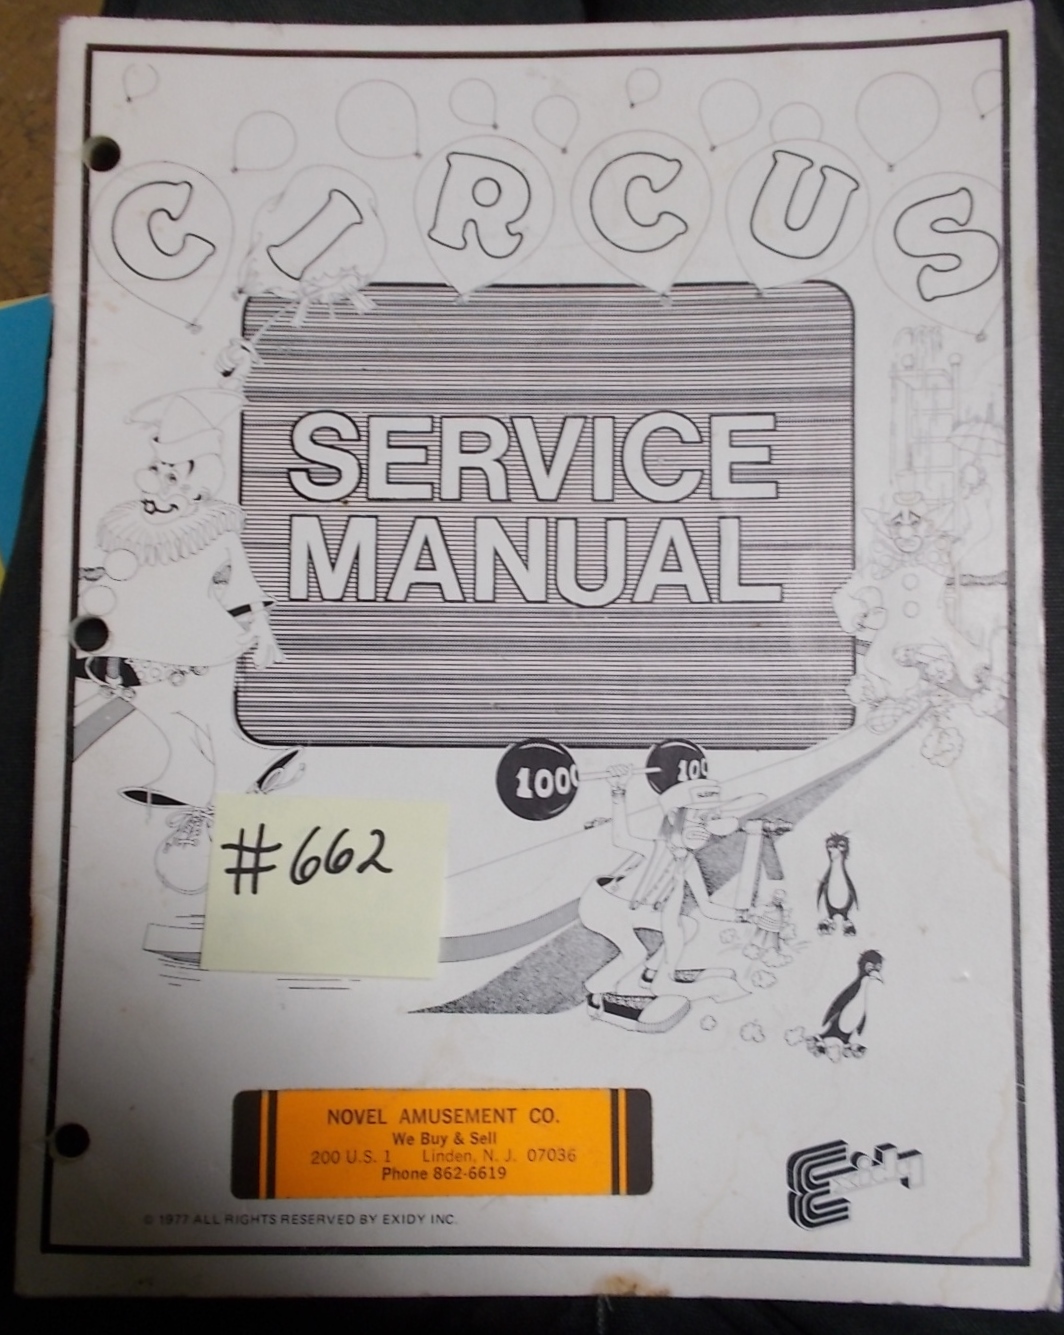 CIRCUS
SERVICE
MANUAL
100
100
#662
NOVEL AMUSEMENT CO.
We Buy & Sell
200 U.S. 1 Linden, N. J. 07036
Phone 862-6619
Exidy
© 1977 ALL RIGHTS RESERVED BY EXIDY INC.